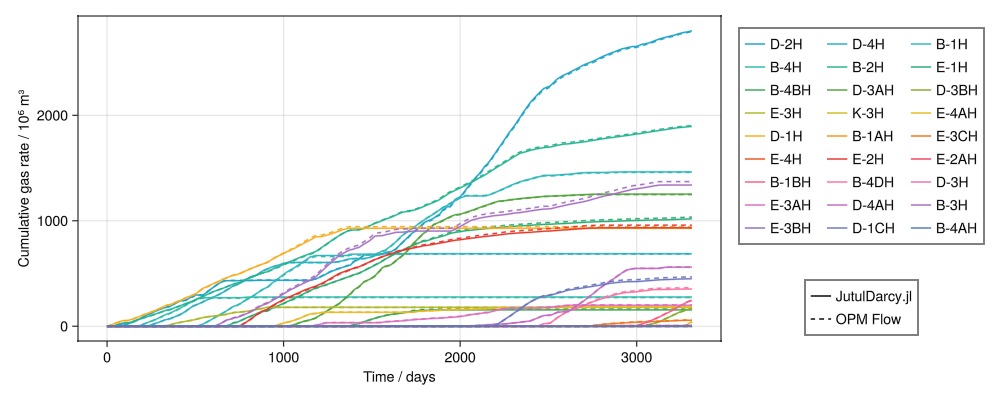 Cumulative gas rate / 10⁶ m³
2000
1000
0
0 1000 2000 3000
Time / days
D-2H D-4H B-1H
B-4H B-2H E-1H
B-4BH D-3AH D-3BH
E-3H K-3H E-4AH
D-1H B-1AH E-3CH
E-4H E-2H E-2AH
B-1BH B-4DH D-3H
E-3AH D-4AH B-3H
E-3BH D-1CH B-4AH
JutulDarcy.jl
OPM Flow